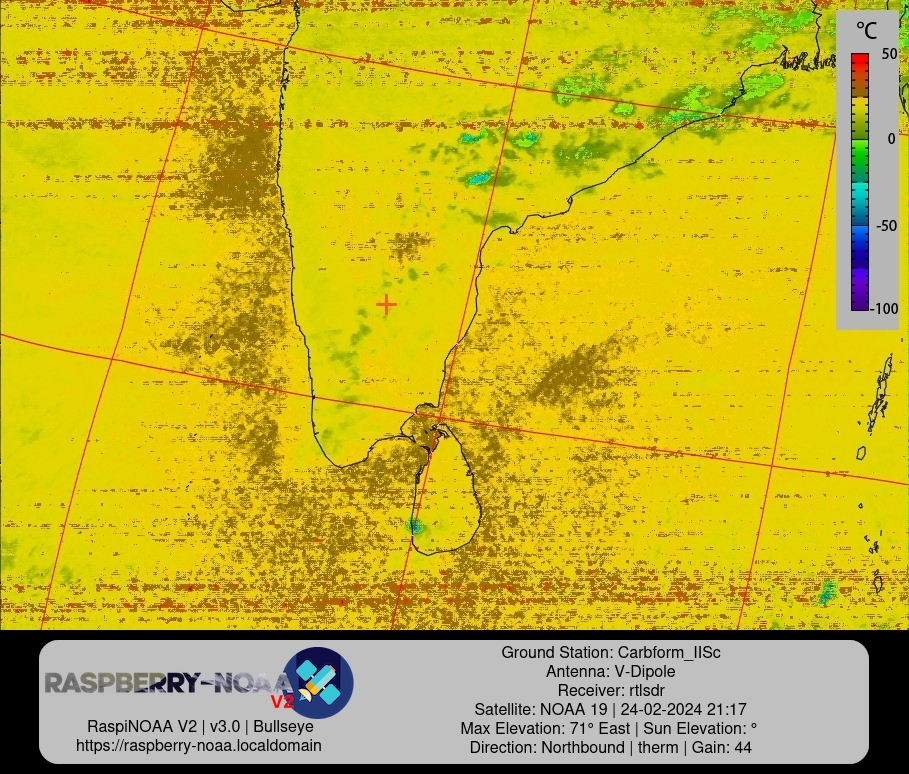 °C
50
0
-50
-100
RASPBERRY-NOAA
V2
RaspiNOAA V2 | v3.0 | Bullseye
https://raspberry-noaa.localdomain
Ground Station: Carbform_IISc
Antenna: V-Dipole
Receiver: rtlsdr
Satellite: NOAA 19 | 24-02-2024 21:17
Max Elevation: 71° East | Sun Elevation: °
Direction: Northbound | therm | Gain: 44